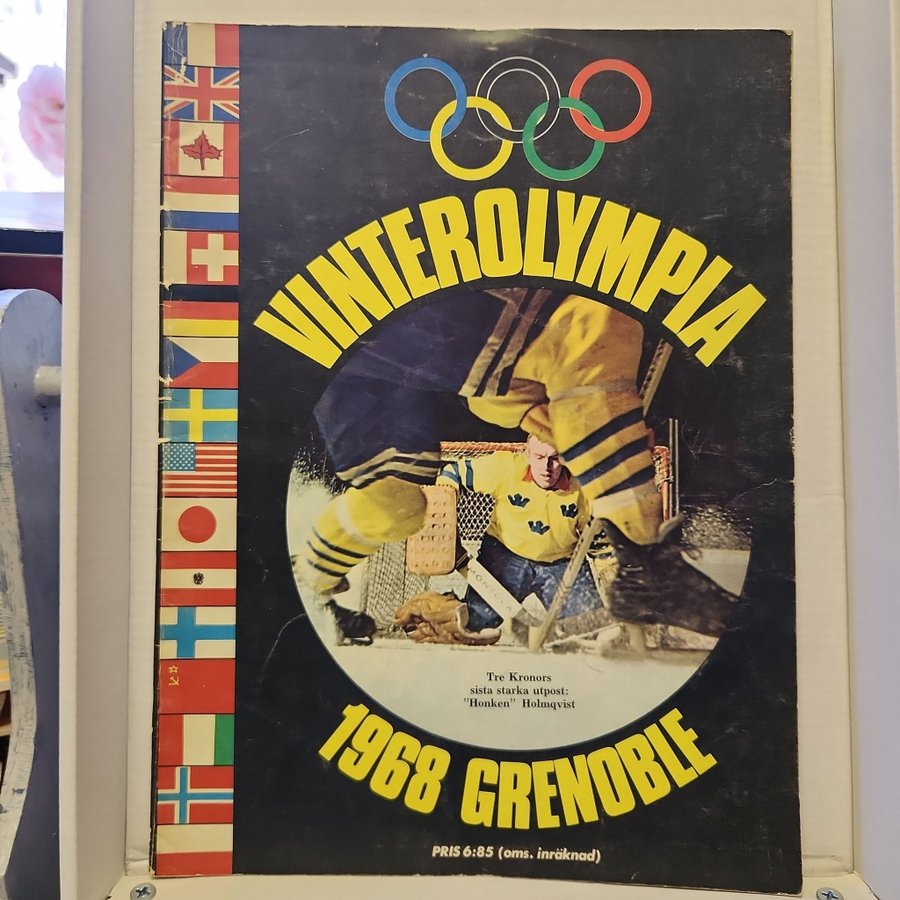 VINTEROLYMPIA
Tre Kronors
sista starka utpost:
"Honken" Holmqvist
1968 GRENOBLE
PRIS 6:85 (oms. inräknad)